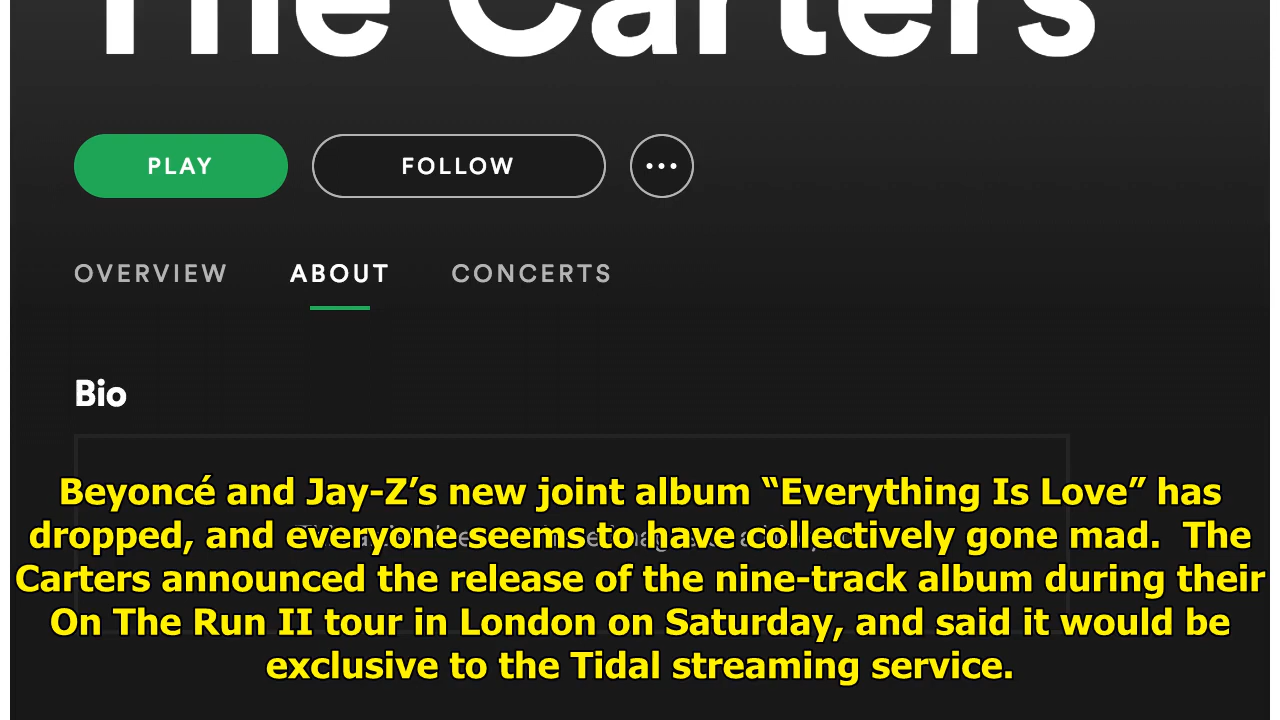 The Carters
PLAY
FOLLOW
OVERVIEW
ABOUT
CONCERTS
Bio
Beyoncé and Jay-Z’s new joint album “Everything Is Love” has
dropped, and everyone seems to have collectively gone mad.  The
Carters announced the release of the nine-track album during their
On The Run II tour in London on Saturday, and said it would be
exclusive to the Tidal streaming service.